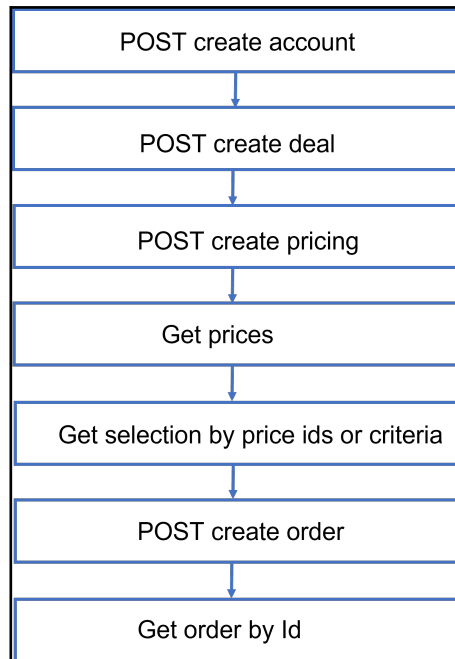 POST create account
POST create deal
POST create pricing
Get prices
Get selection by price ids or criteria
POST create order
Get order by Id